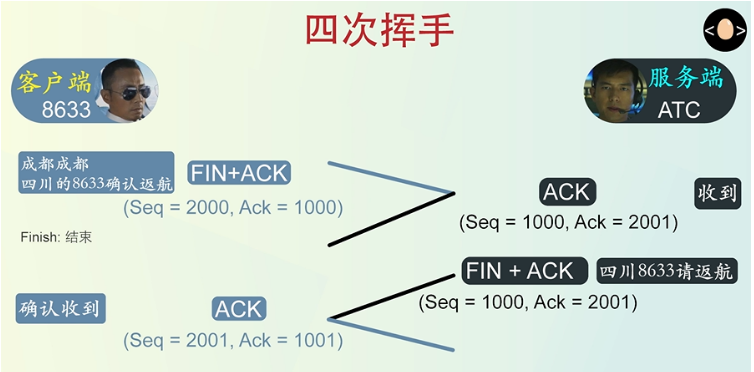 四次挥手
< >
客户端
8633
服务端
ATC
成都成都
四川的8633确认返航
FIN+ACK
(Seq = 2000, Ack = 1000)
ACK
收到
(Seq = 1000, Ack = 2001)
Finish: 结束
FIN + ACK
四川8633请返航
(Seq = 1000, Ack = 2001)
确认收到
ACK
(Seq = 2001, Ack = 1001)